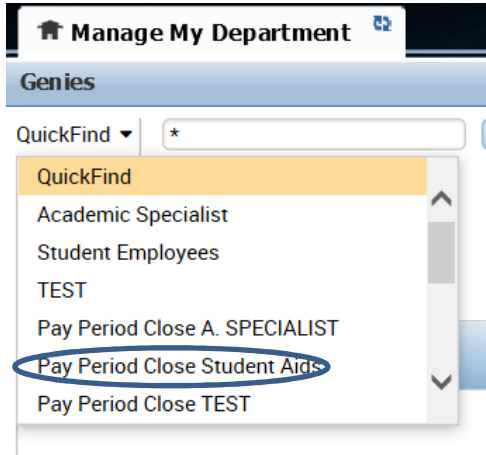 Manage My Department
Genies
QuickFind *
QuickFind
Academic Specialist
Student Employees
TEST
Pay Period Close A. SPECIALIST
Pay Period Close Student Aids
Pay Period Close TEST